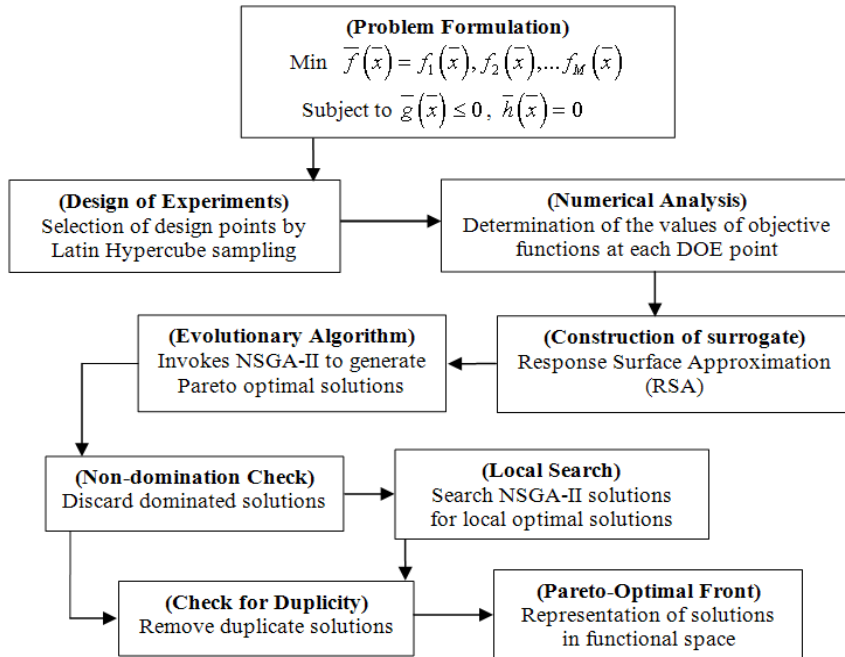 (Problem Formulation)
Min f̅(x̅) = f₁(x̅), f₂(x̅),... f_M(x̅)
Subject to g̅(x̅) ≤ 0 , h̅(x̅) = 0
(Design of Experiments)
Selection of design points by
Latin Hypercube sampling
(Numerical Analysis)
Determination of the values of objective
functions at each DOE point
(Evolutionary Algorithm)
Invokes NSGA-II to generate
Pareto optimal solutions
(Construction of surrogate)
Response Surface Approximation
(RSA)
(Non-domination Check)
Discard dominated solutions
(Local Search)
Search NSGA-II solutions
for local optimal solutions
(Check for Duplicity)
Remove duplicate solutions
(Pareto-Optimal Front)
Representation of solutions
in functional space